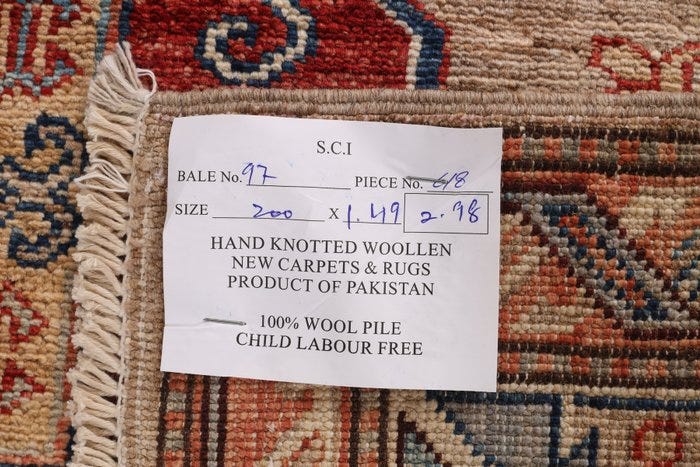 S.C.I
BALE No. 97 PIECE No. 618
SIZE 200 X 1.49 2.98
HAND KNOTTED WOOLLEN
NEW CARPETS & RUGS
PRODUCT OF PAKISTAN
100% WOOL PILE
CHILD LABOUR FREE